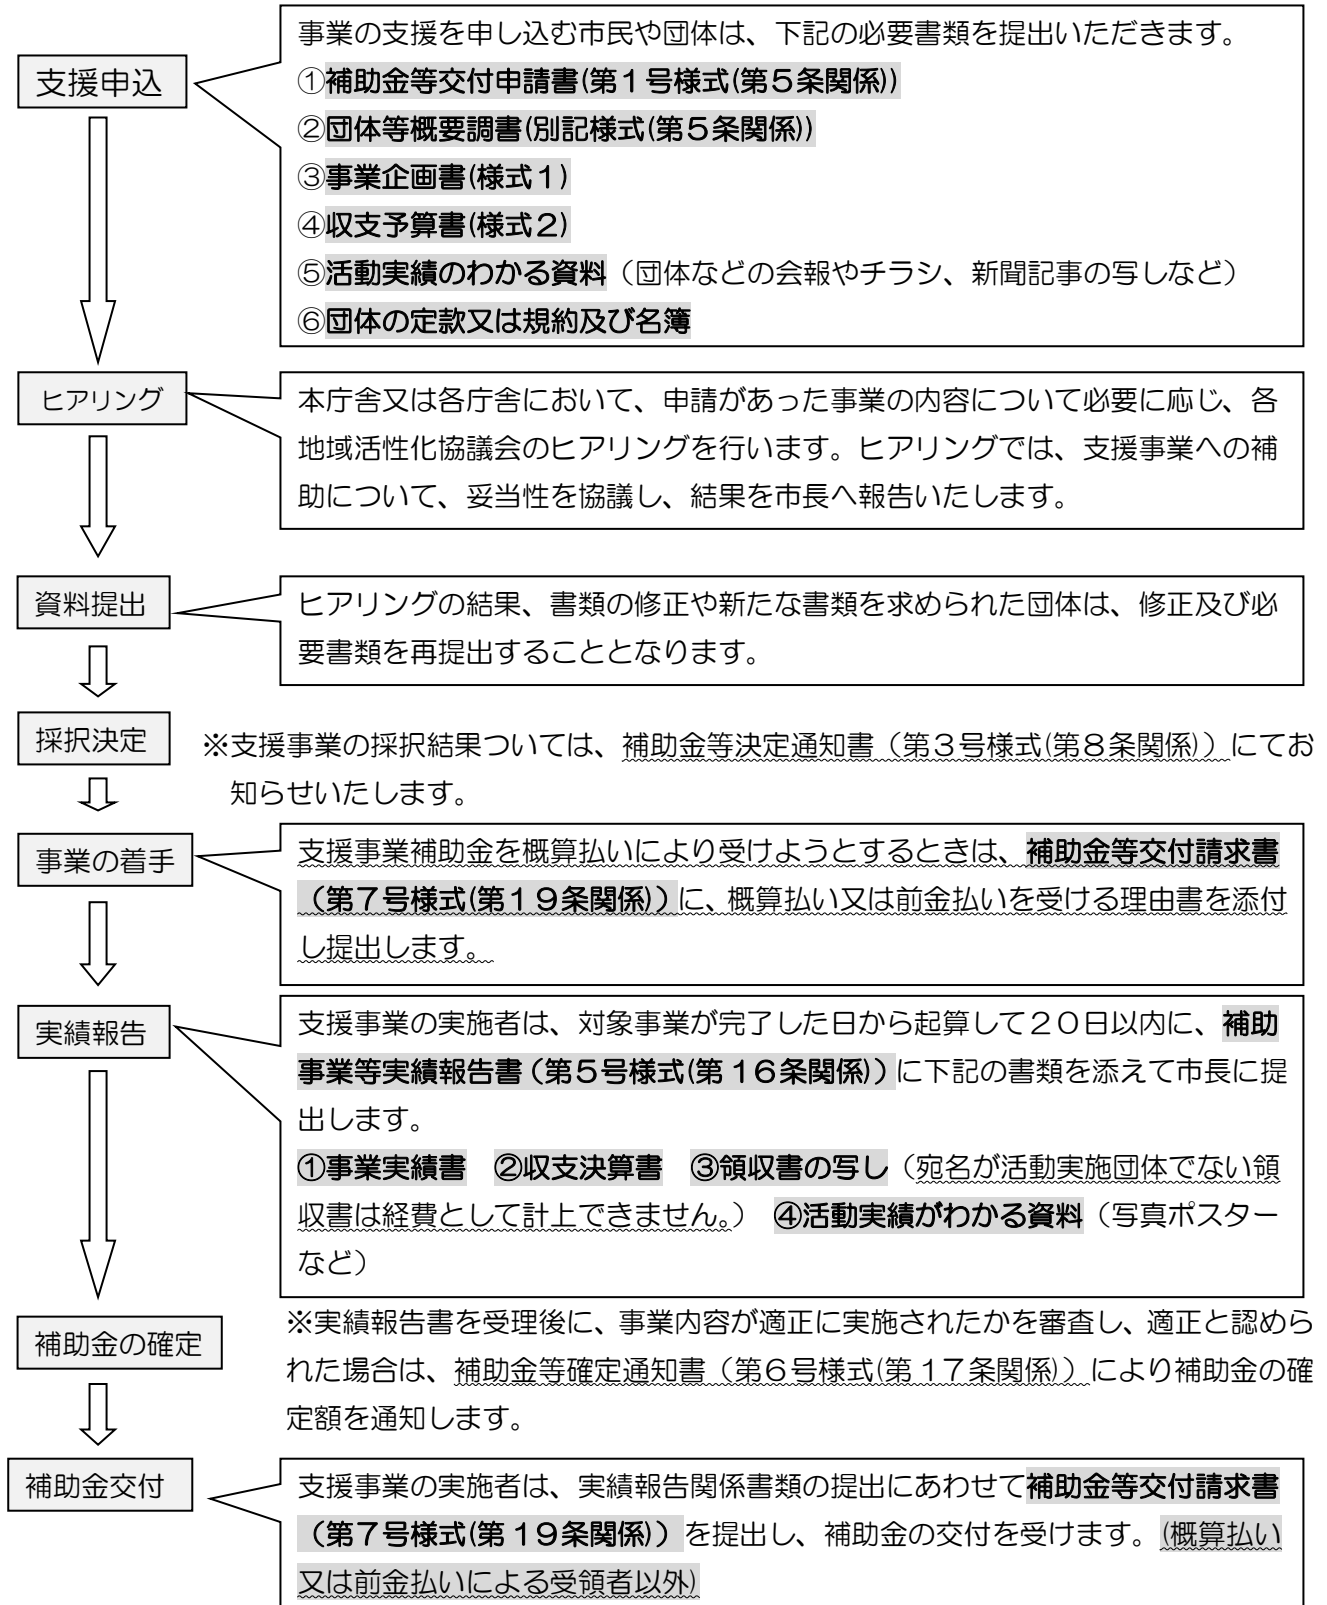 事業の支援を申し込む市民や団体は、下記の必要書類を提出いただきます。
支援申込
①補助金等交付申請書(第１号様式(第５条関係))
②団体等概要調書(別記様式(第５条関係))
③事業企画書(様式１)
④収支予算書(様式２)
⑤活動実績のわかる資料（団体などの会報やチラシ、新聞記事の写しなど）
⑥団体の定款又は規約及び名簿
ヒアリング
本庁舎又は各庁舎において、申請があった事業の内容について必要に応じ、各
地域活性化協議会のヒアリングを行います。ヒアリングでは、支援事業への補
助について、妥当性を協議し、結果を市長へ報告いたします。
資料提出
ヒアリングの結果、書類の修正や新たな書類を求められた団体は、修正及び必
要書類を再提出することとなります。
採択決定
※支援事業の採択結果ついては、補助金等決定通知書（第３号様式(第８条関係)）にてお
知らせいたします。
事業の着手
支援事業補助金を概算払いにより受けようとするときは、補助金等交付請求書
（第７号様式(第１９条関係)）に、概算払い又は前金払いを受ける理由書を添付
し提出します。
実績報告
支援事業の実施者は、対象事業が完了した日から起算して２０日以内に、補助
事業等実績報告書（第５号様式(第１６条関係)）に下記の書類を添えて市長に提
出します。
①事業実績書　②収支決算書　③領収書の写し（宛名が活動実施団体でない領
収書は経費として計上できません。）　④活動実績がわかる資料（写真ポスター
など）
補助金の確定
※実績報告書を受理後に、事業内容が適正に実施されたかを審査し、適正と認めら
れた場合は、補助金等確定通知書（第６号様式(第１７条関係)）により補助金の確
定額を通知します。
補助金交付
支援事業の実施者は、実績報告関係書類の提出にあわせて補助金等交付請求書
（第７号様式(第１９条関係)）を提出し、補助金の交付を受けます。(概算払い
又は前金払いによる受領者以外)